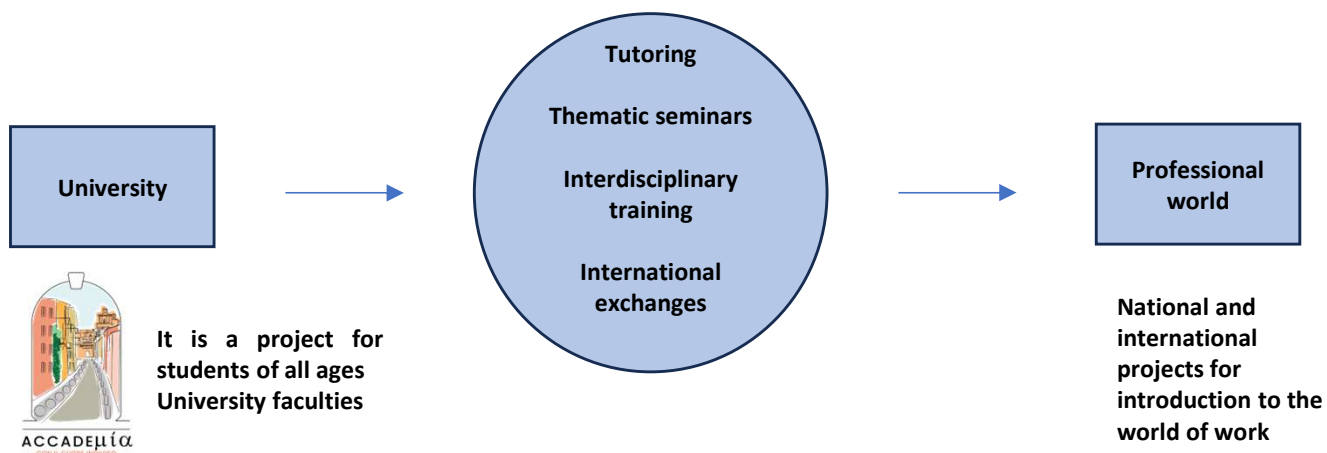 Tutoring
Thematic seminars
Interdisciplinary
training
International
exchanges
University
Professional
world
It is a project for
students of all ages
University faculties
ACCADEμία
National and
international
projects for
introduction to the
world of work